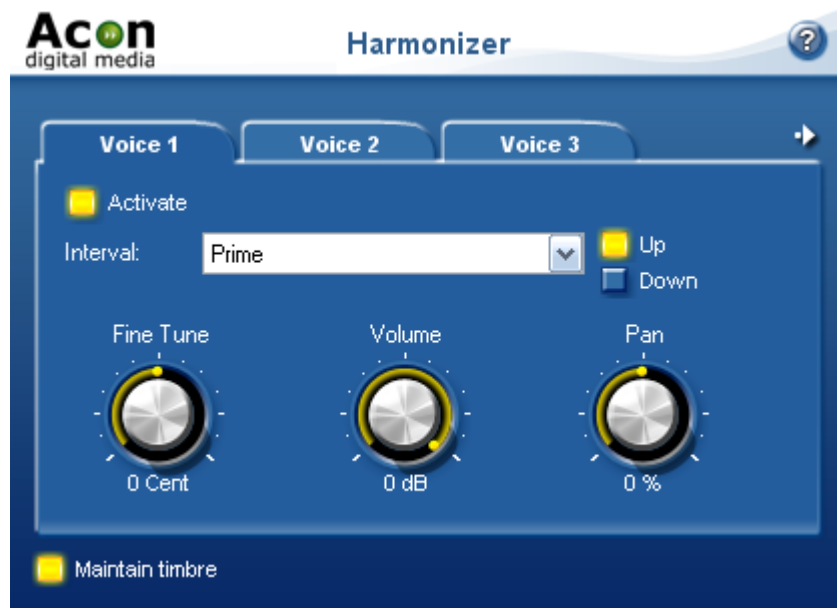 Acon
digital media
Harmonizer
?
Voice 1
Voice 2
Voice 3
Activate
Interval:
Prime
Up
Down
Fine Tune
Volume
Pan
0 Cent
0 dB
0 %
Maintain timbre